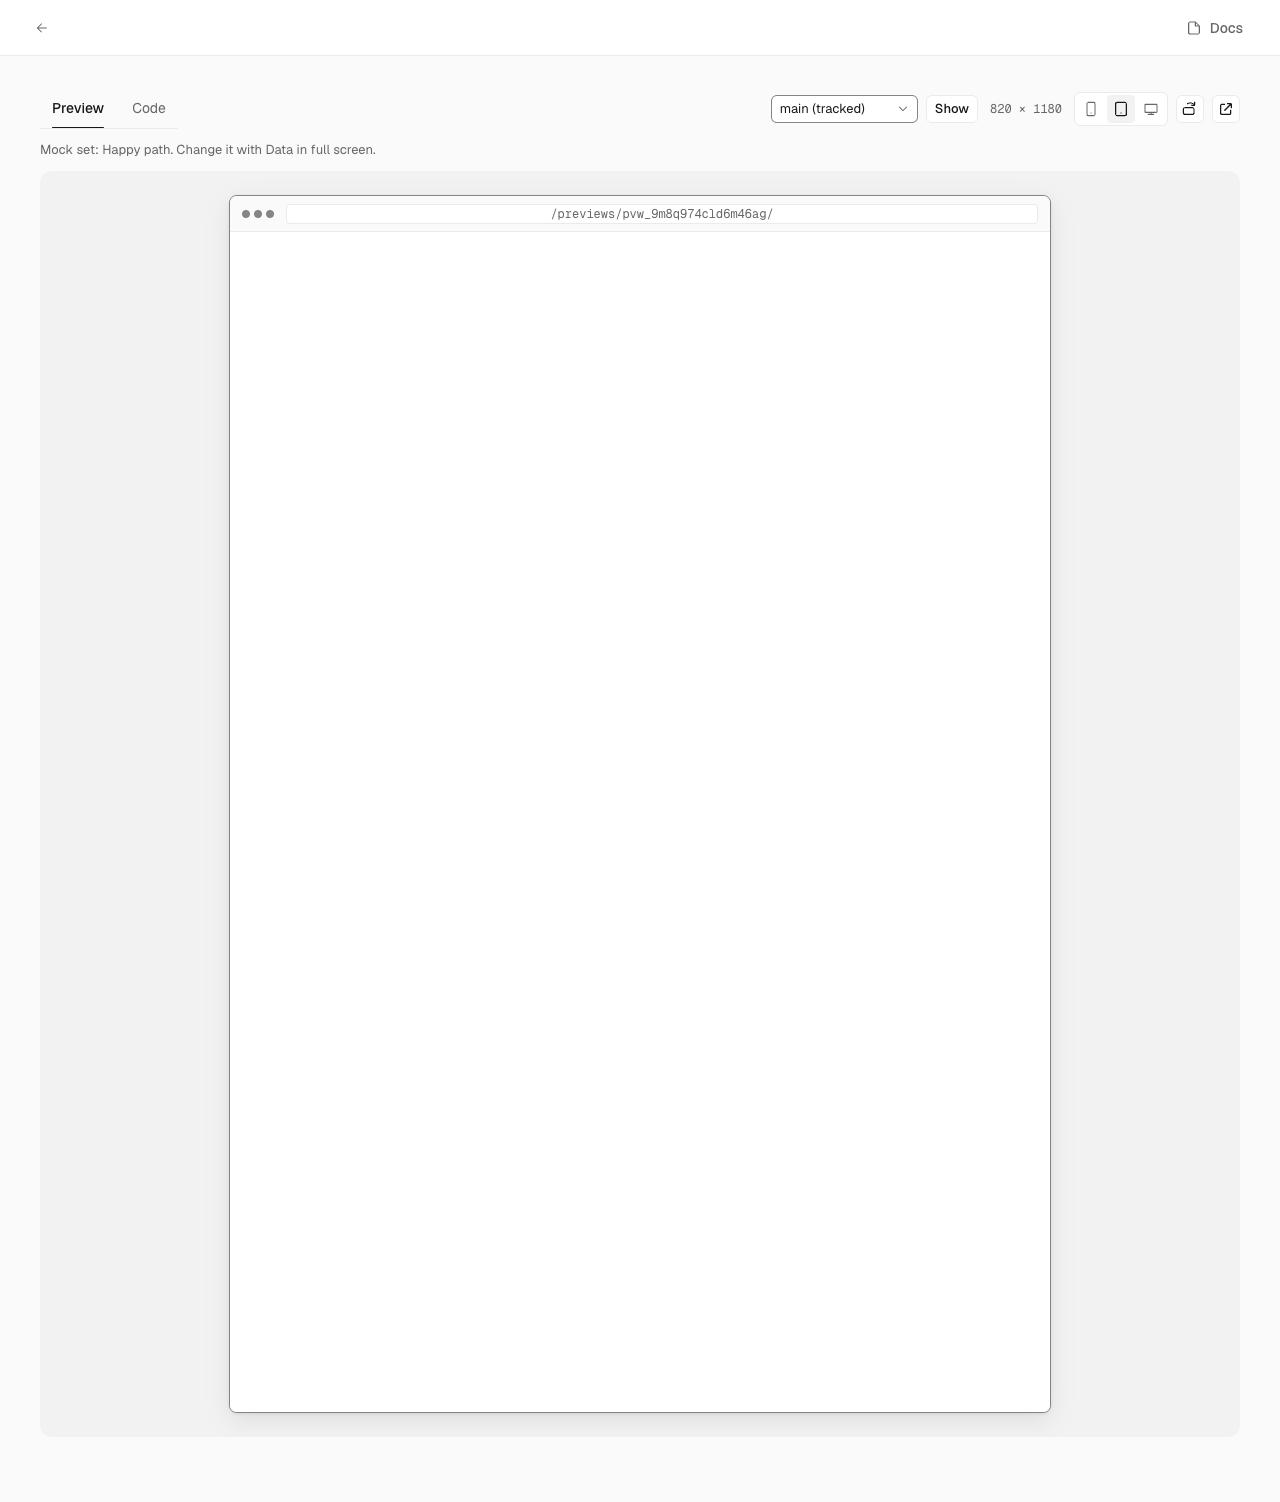 Docs
Preview Code main (tracked) Show 820 × 1180
Mock set: Happy path. Change it with Data in full screen.
/previews/pvw_9m8q974cld6m46ag/